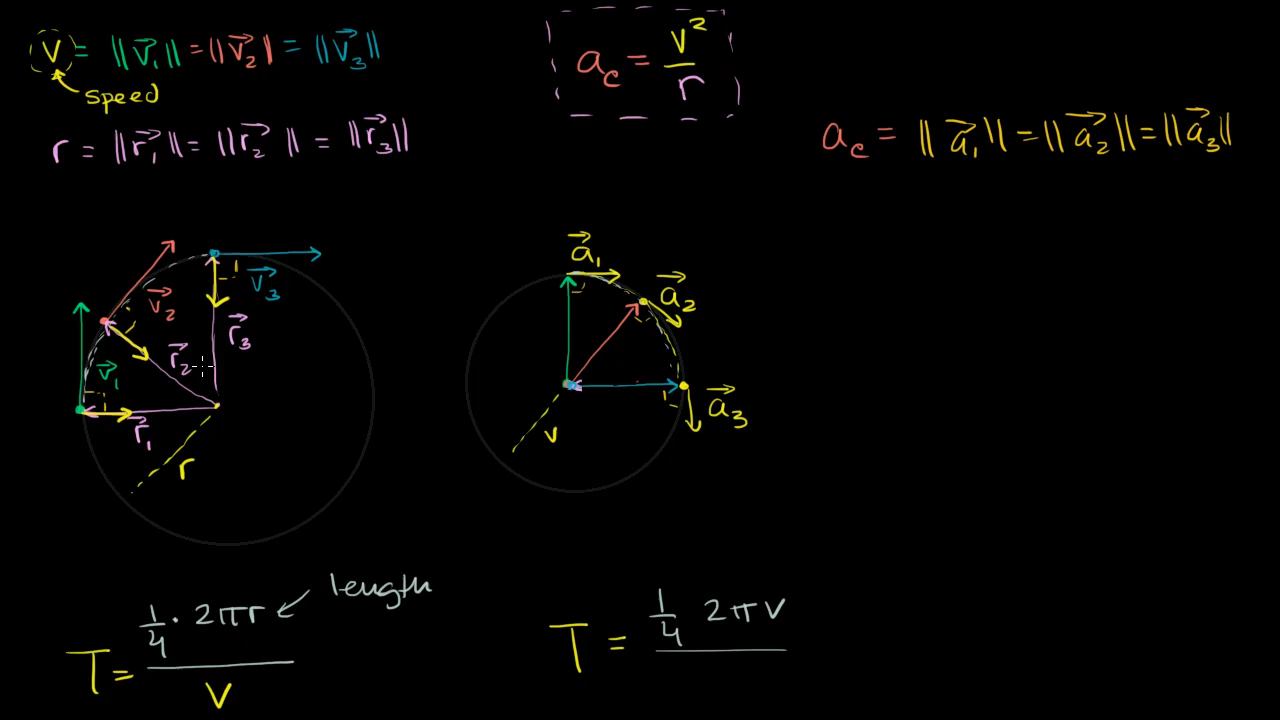 v = ||v⃗₁|| = ||v⃗₂|| = ||v⃗₃||
speed
r = ||r⃗₁|| = ||r⃗₂|| = ||r⃗₃||
a_c = v²/r
a_c = ||a⃗₁|| = ||a⃗₂|| = ||a⃗₃||
v⃗₁
v⃗₂
v⃗₃
r⃗₁
r⃗₂
r⃗₃
r
a⃗₁
a⃗₂
a⃗₃
v
length
T = 1/4 · 2πr / v
T = 1/4 2πv